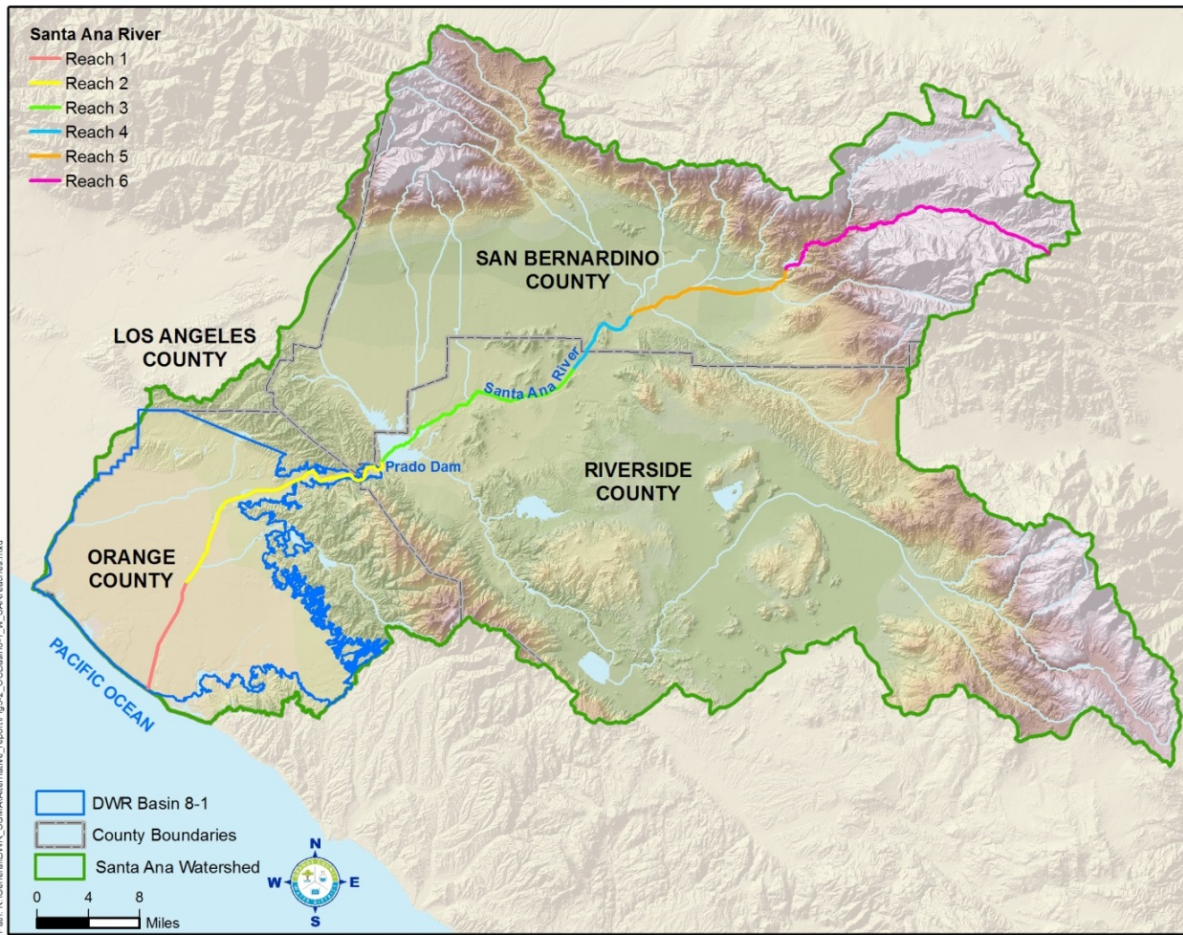 Santa Ana River
Reach 1
Reach 2
Reach 3
Reach 4
Reach 5
Reach 6
SAN BERNARDINO
COUNTY
LOS ANGELES
COUNTY
Santa Ana River
Prado Dam
RIVERSIDE
COUNTY
ORANGE
COUNTY
PACIFIC OCEAN
DWR Basin 8-1
County Boundaries
Santa Ana Watershed
N
W
E
S
0 4 8
Miles